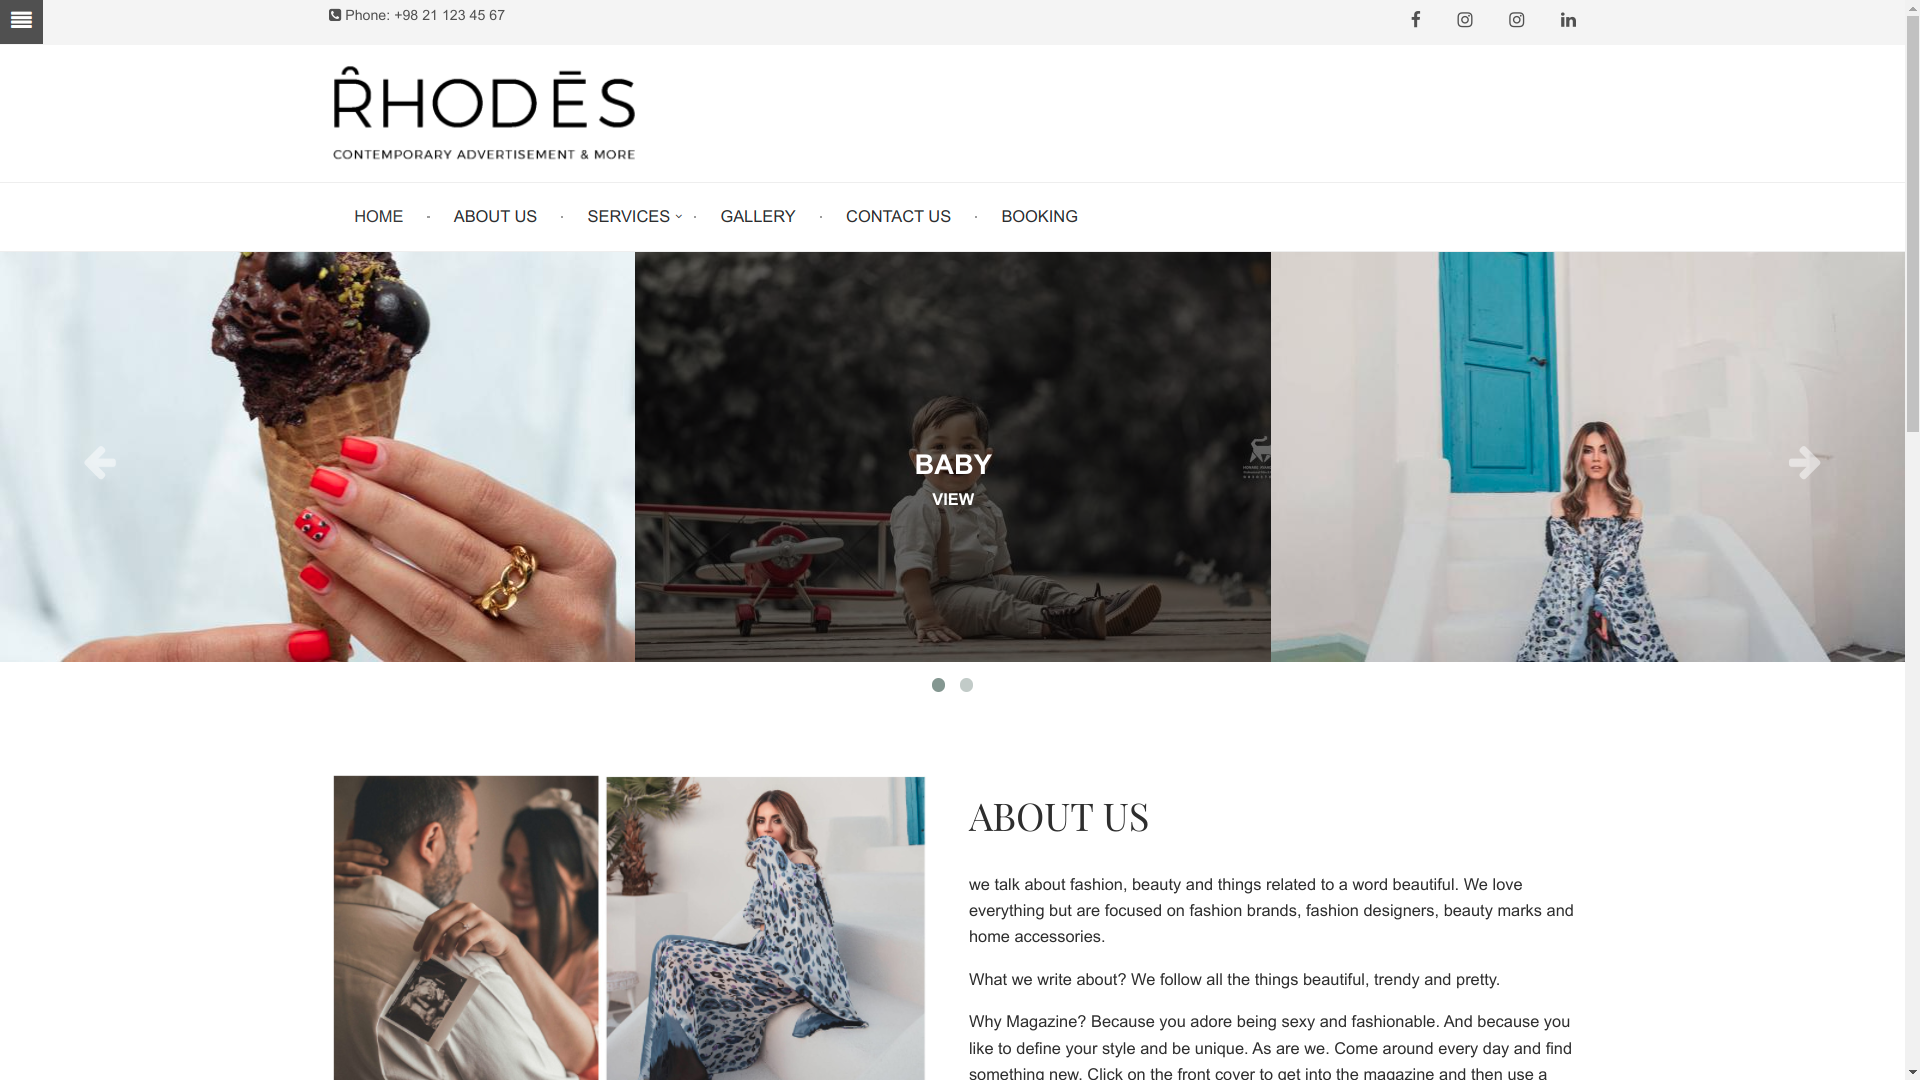 Phone: +98 21 123 45 67
R̂HODĒS
CONTEMPORARY ADVERTISEMENT & MORE
HOME - ABOUT US - SERVICES - GALLERY - CONTACT US - BOOKING
BABY
VIEW
ABOUT US
we talk about fashion, beauty and things related to a word beautiful. We love
everything but are focused on fashion brands, fashion designers, beauty marks and
home accessories.
What we write about? We follow all the things beautiful, trendy and pretty.
Why Magazine? Because you adore being sexy and fashionable. And because you
like to define your style and be unique. As are we. Come around every day and find
something new. Click on the front cover to get into the magazine and then use a